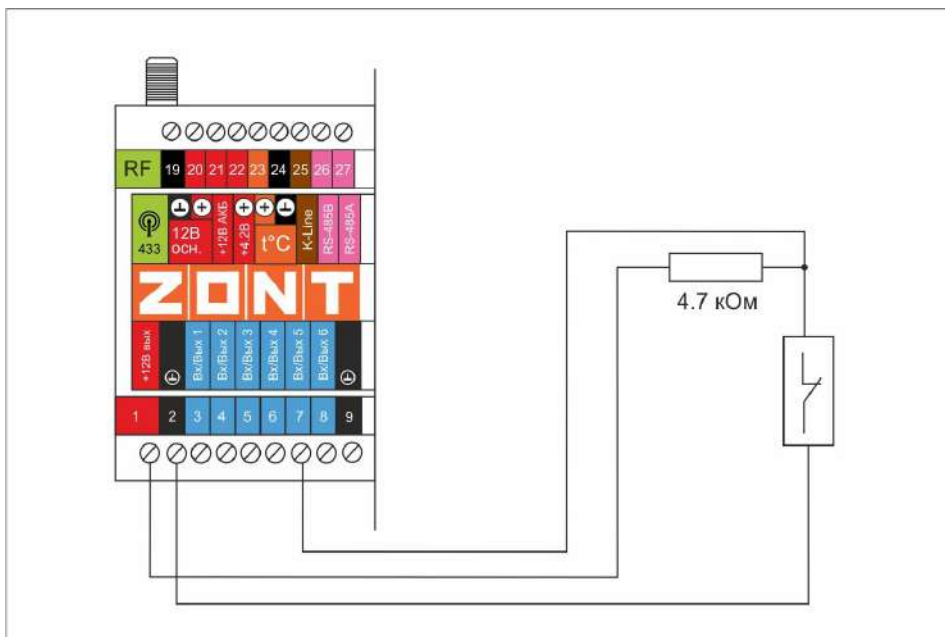 RF 19 20 21 22 23 24 25 26 27
433
12В
осн.
+12В АКБ
+4.2В
t°C
K-Line
RS-485B
RS-485A
ZONT
+12В вых
Вх/Вых 1
Вх/Вых 2
Вх/Вых 3
Вх/Вых 4
Вх/Вых 5
Вх/Вых 6
1 2 3 4 5 6 7 8 9
4.7 кОм